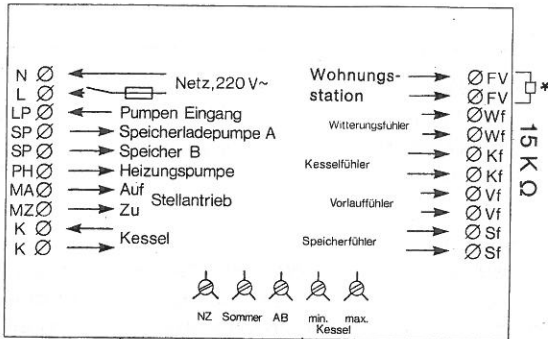 N Netz, 220 V~
L
LP Pumpen Eingang
SP Speicherladepumpe A
SP Speicher B
PH Heizungspumpe
MA Auf
Stellantrieb
MZ Zu
K
Kessel
K
Wohnungs-
station
FV
FV
Witterungsfuhler
Wf
Wf
Kesselfühler
Kf
Kf
Vorlauffühler
Vf
Vf
Speicherfühler
Sf
Sf
*
15 K Ω
NZ Sommer AB min. max.
Kessel